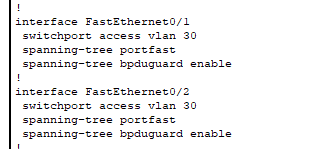 !
interface FastEthernet0/1
switchport access vlan 30
spanning-tree portfast
spanning-tree bpduguard enable
!
interface FastEthernet0/2
switchport access vlan 30
spanning-tree portfast
spanning-tree bpduguard enable
!